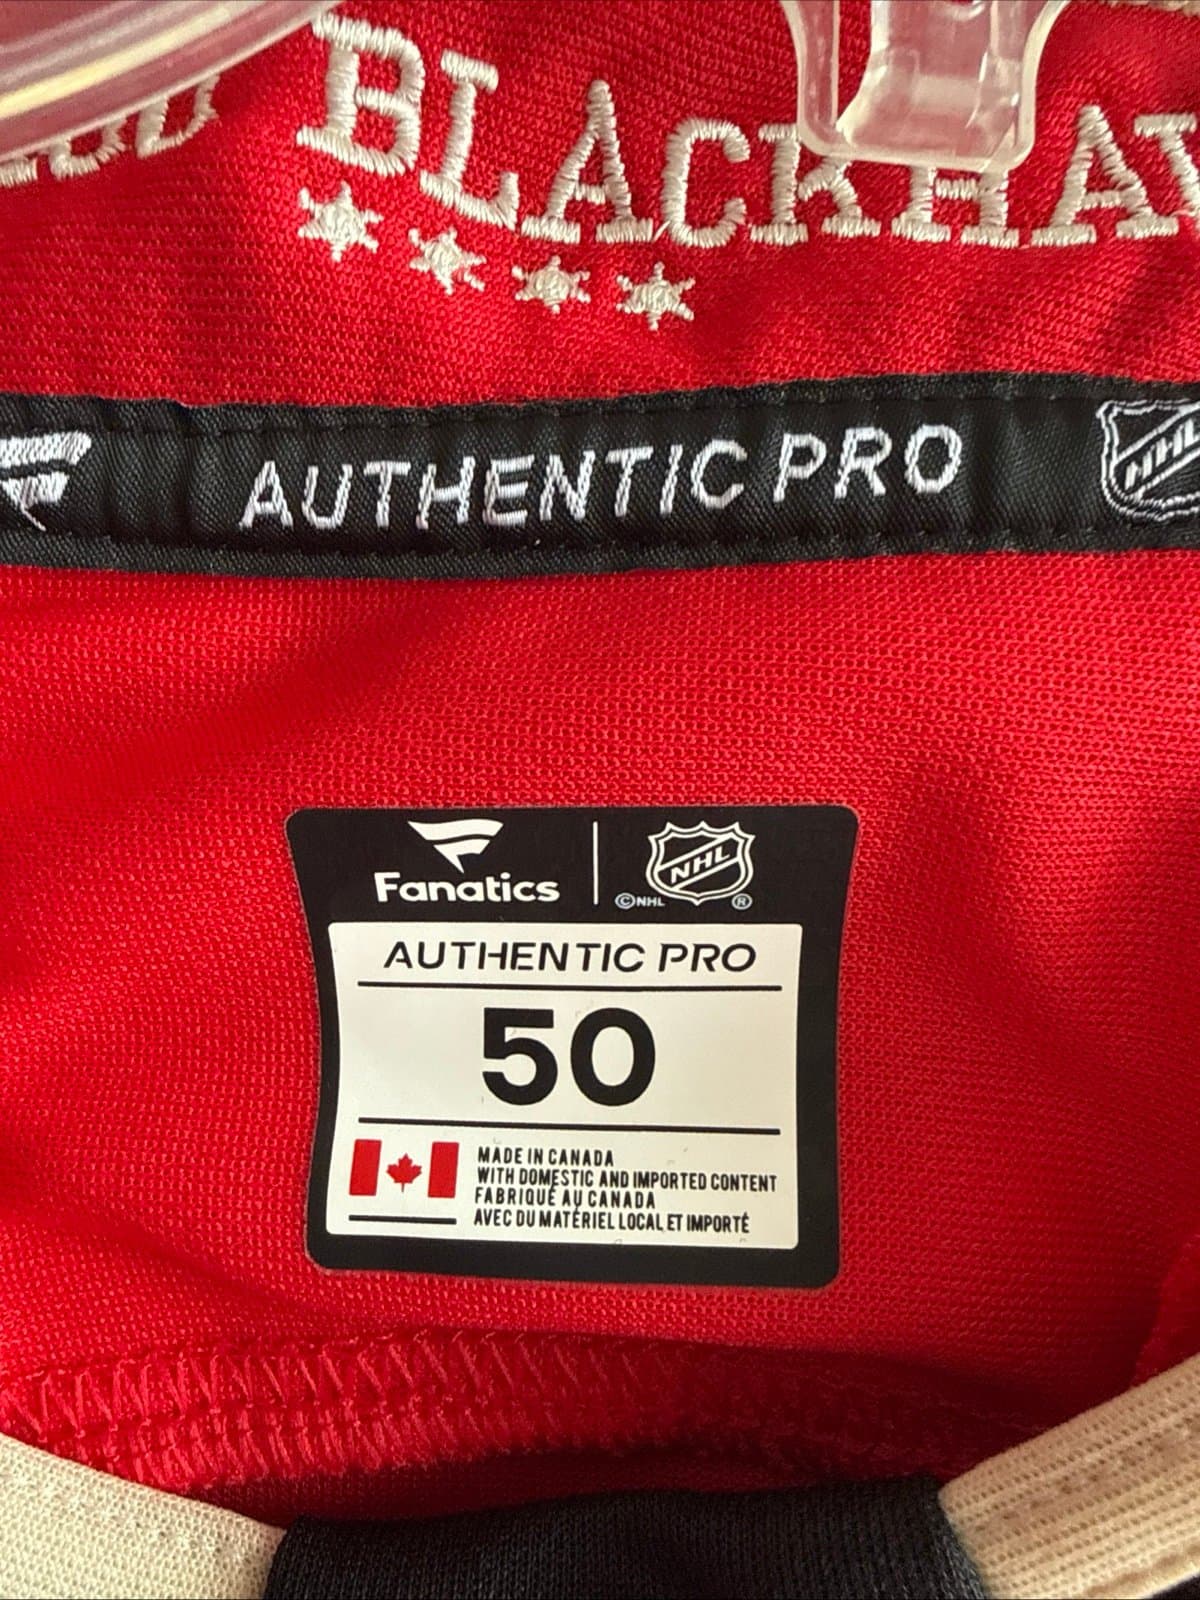 BLACKHAW
AUTHENTIC PRO
NHL
Fanatics
NHL
©NHL
®
AUTHENTIC PRO
50
MADE IN CANADA
WITH DOMESTIC AND IMPORTED CONTENT
FABRIQUÉ AU CANADA
AVEC DU MATÉRIEL LOCAL ET IMPORTÉ